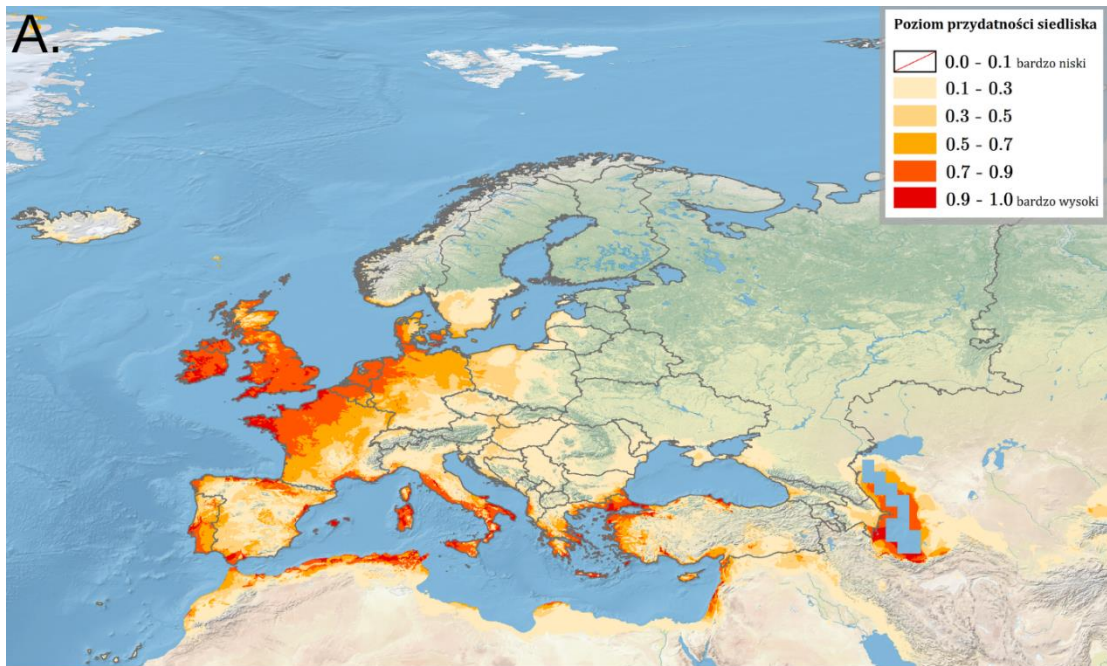 A.
Poziom przydatności siedliska
0.0 - 0.1 bardzo niski
0.1 - 0.3
0.3 - 0.5
0.5 - 0.7
0.7 - 0.9
0.9 - 1.0 bardzo wysoki